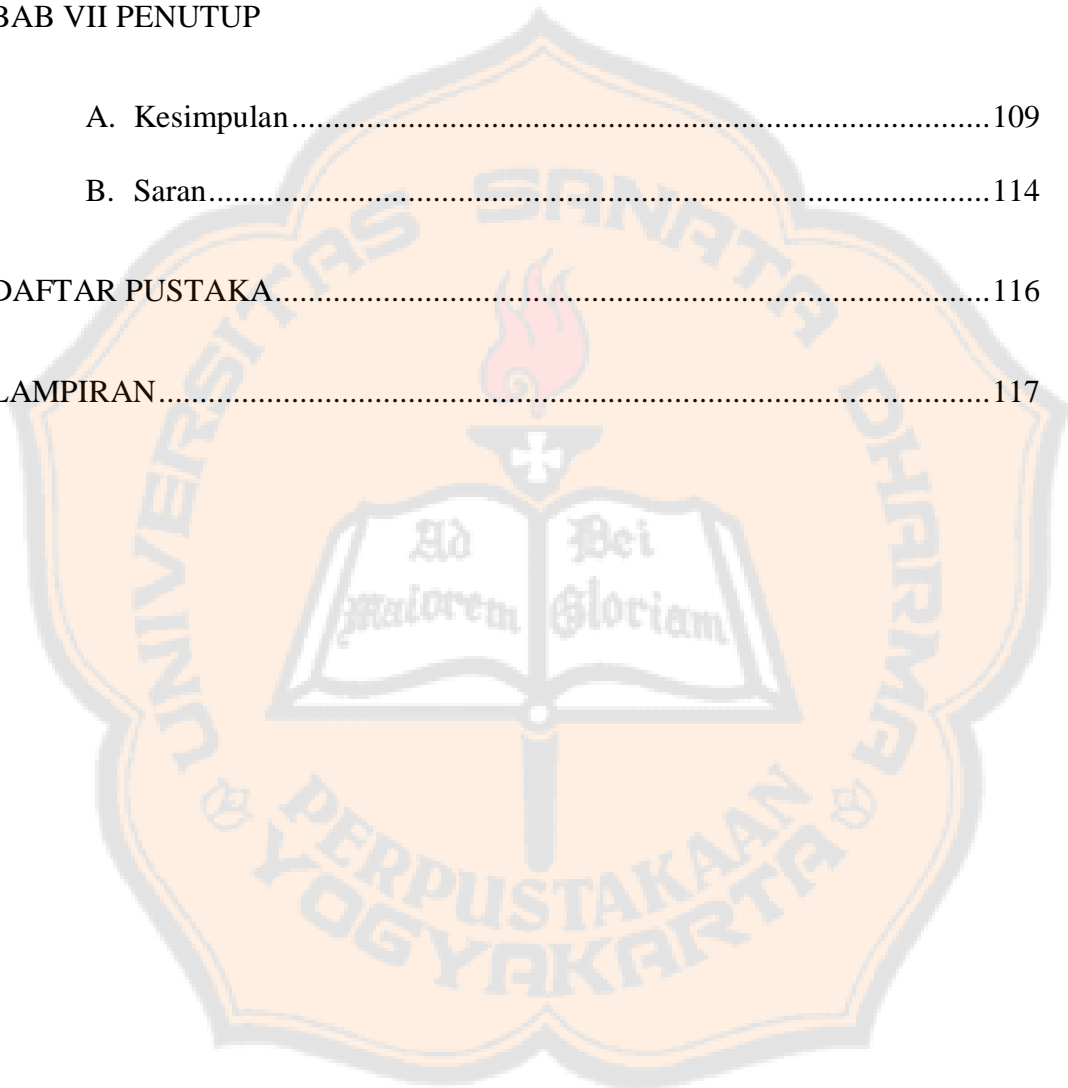 BAB VII PENUTUP
A. Kesimpulan.......................................................................................109
B. Saran..................................................................................................114
DAFTAR PUSTAKA.........................................................................................116
LAMPIRAN........................................................................................................117
UNIVERSITAS SANATA DHARMA
Ad Dei
Maiorem Gloriam
PERPUSTAKAAN
YOGYAKARTA